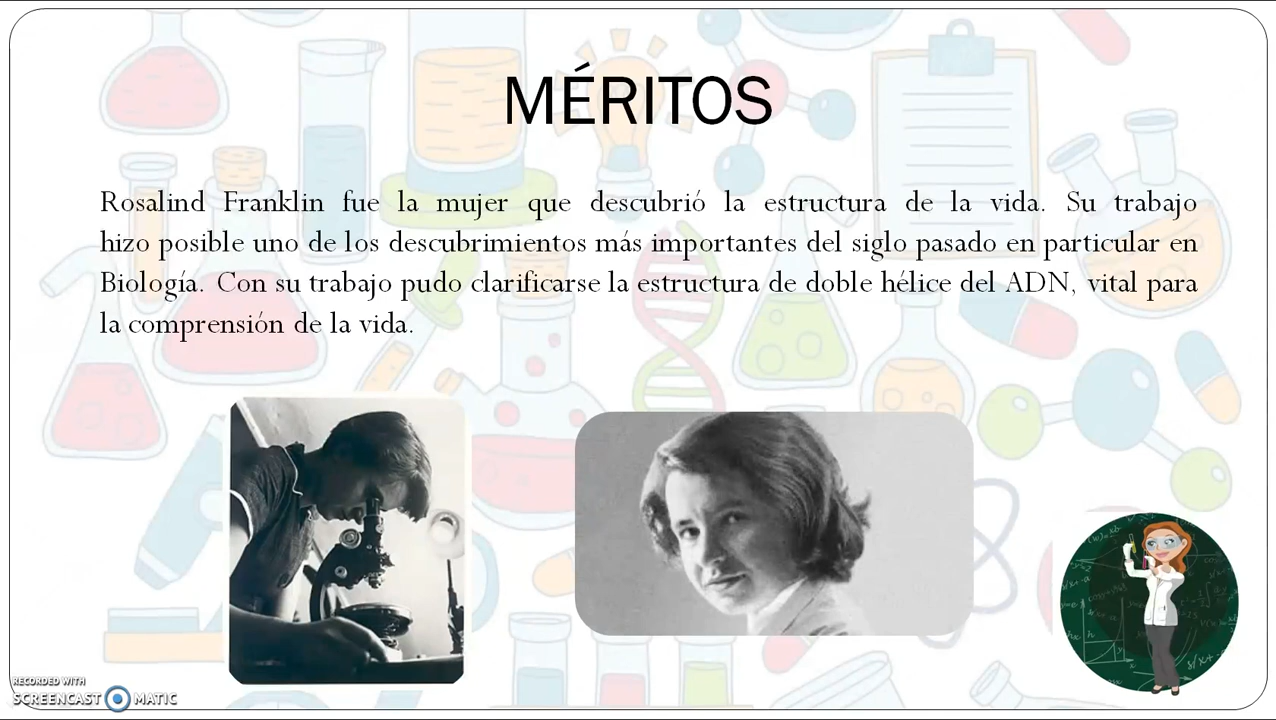 MÉRITOS
Rosalind Franklin fue la mujer que descubrió la estructura de la vida. Su trabajo
hizo posible uno de los descubrimientos más importantes del siglo pasado en particular en
Biología. Con su trabajo pudo clarificarse la estructura de doble hélice del ADN, vital para
la comprensión de la vida.
RECORDED WITH
SCREENCAST MATIC